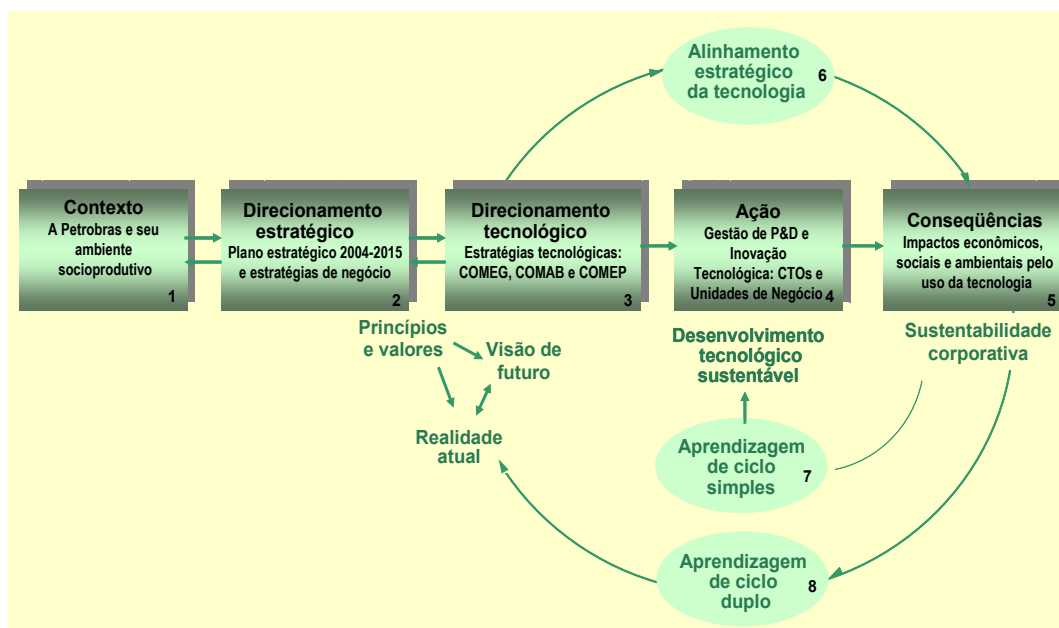 Alinhamento
estratégico
da tecnologia
6
Contexto
A Petrobras e seu
ambiente
socioprodutivo
1
Direcionamento
estratégico
Plano estratégico 2004-2015
e estratégias de negócio
2
Direcionamento
tecnológico
Estratégias tecnológicas:
COMEG, COMAB e COMEP
3
Ação
Gestão de P&D e
Inovação
Tecnológica: CTOs e
Unidades de Negócio
4
Conseqüências
Impactos econômicos,
sociais e ambientais pelo
uso da tecnologia
5
Princípios
e valores
Visão de
futuro
Realidade
atual
Desenvolvimento
tecnológico
sustentável
Sustentabilidade
corporativa
Aprendizagem
de ciclo
simples
7
Aprendizagem
de ciclo
duplo
8